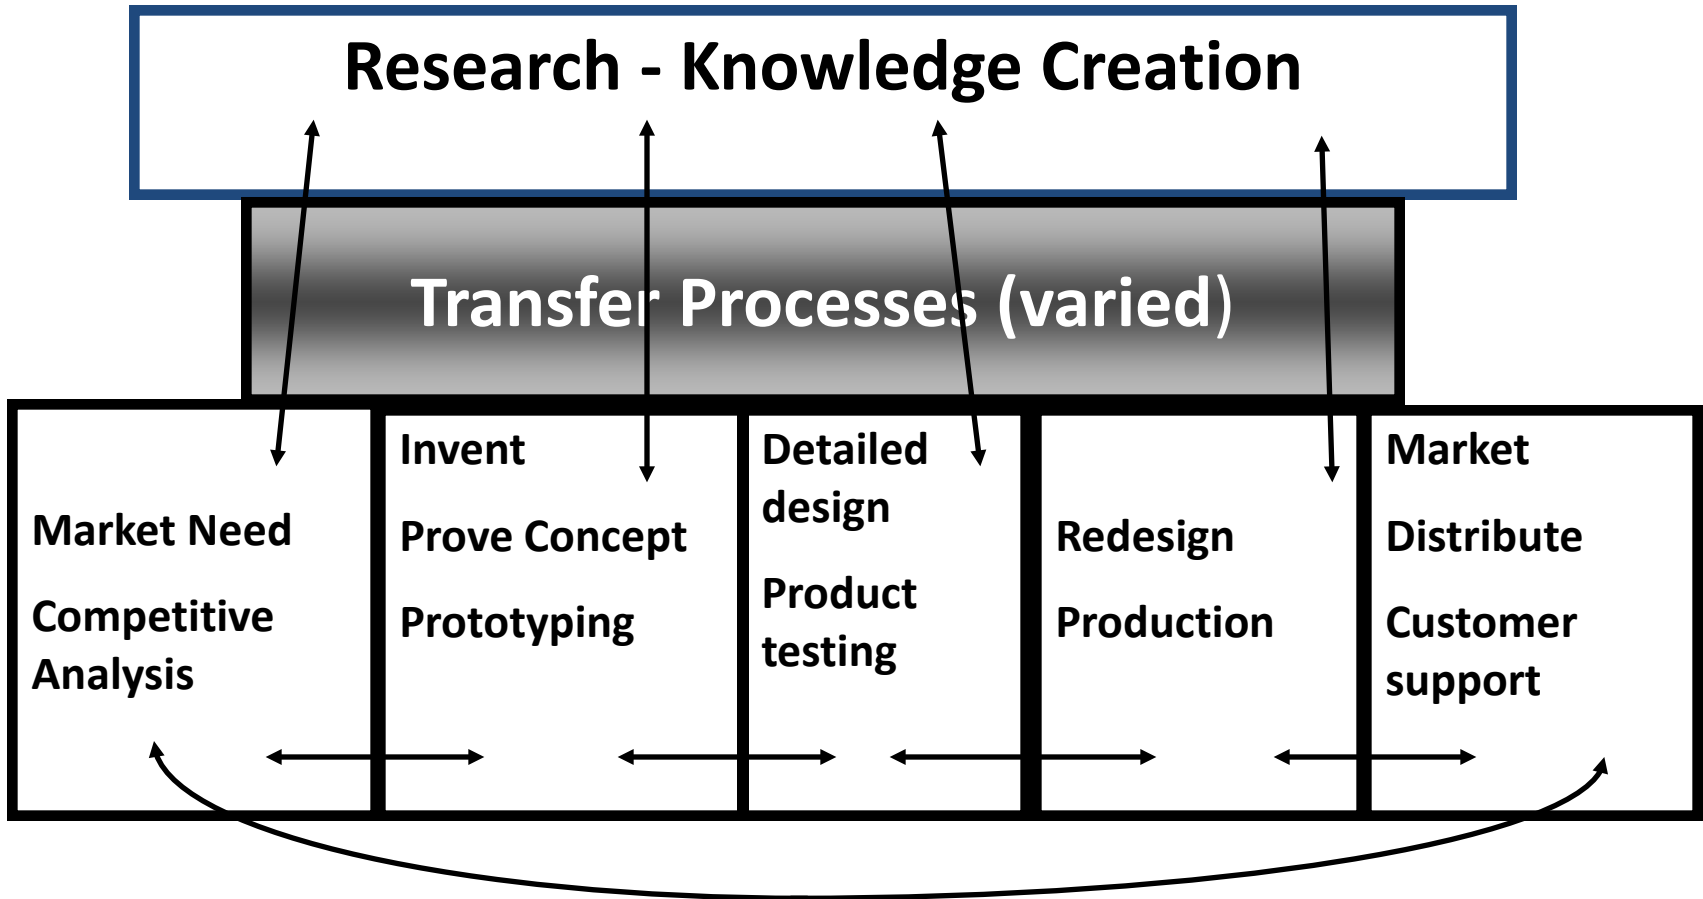 Research - Knowledge Creation
Transfer Processes (varied)
Market Need
Competitive
Analysis
Invent
Prove Concept
Prototyping
Detailed
design
Product
testing
Redesign
Production
Market
Distribute
Customer
support